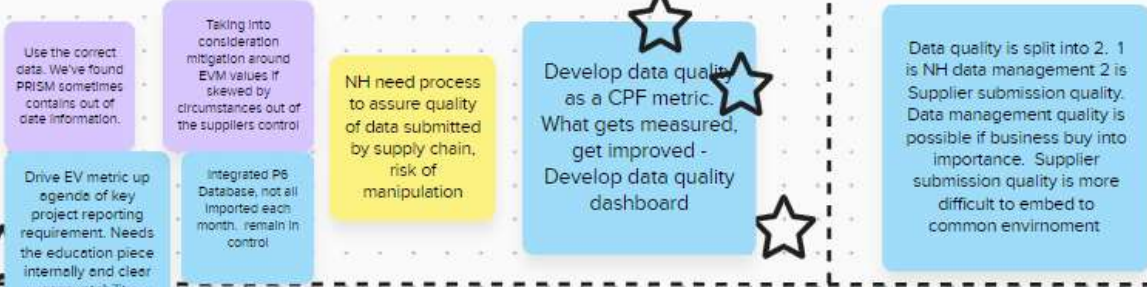 Use the correct
data. We've found
PRISM sometimes
contains out of
date information.
Taking into
consideration
mitigation around
EVM values if
skewed by
circumstances out of
the suppliers control
NH need process
to assure quality
of data submitted
by supply chain,
risk of
manipulation
Develop data quality
as a CPF metric.
What gets measured,
get improved -
Develop data quality
dashboard
Data quality is split into 2. 1
is NH data management 2 is
Supplier submission quality.
Data management quality is
possible if business buy into
importance. Supplier
submission quality is more
difficult to embed to
common envirnoment
Drive EV metric up
agenda of key
project reporting
requirement. Needs
the education piece
internally and clear
Integrated P6
Database, not all
imported each
month. remain in
control